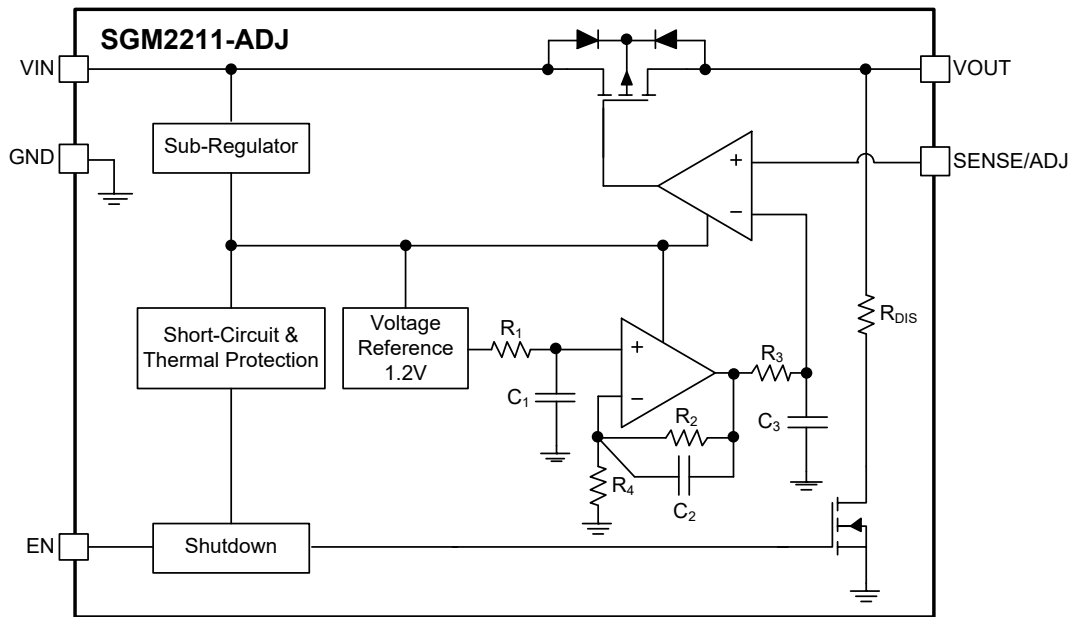 SGM2211-ADJ
VIN
VOUT
GND
Sub-Regulator
SENSE/ADJ
+
−
Short-Circuit &
Thermal Protection
Voltage
Reference
1.2V
R1
C1
+
−
R2
C2
R4
R3
C3
RDIS
EN
Shutdown